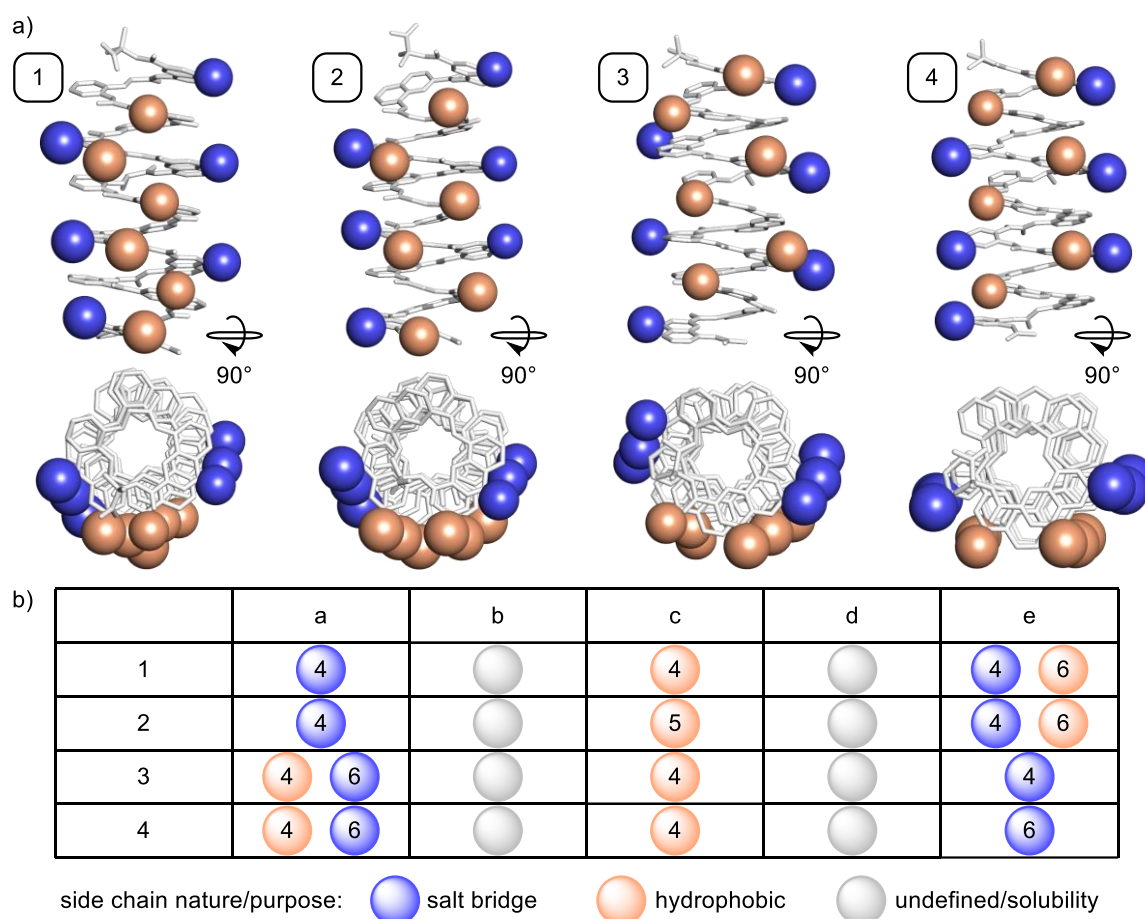 a)
1 2 3 4
90° 90° 90° 90°
b)
a b c d e
1 4 4 4 6
2 4 5 4 6
3 4 6 4 4
4 4 6 4 6
side chain nature/purpose: salt bridge hydrophobic undefined/solubility